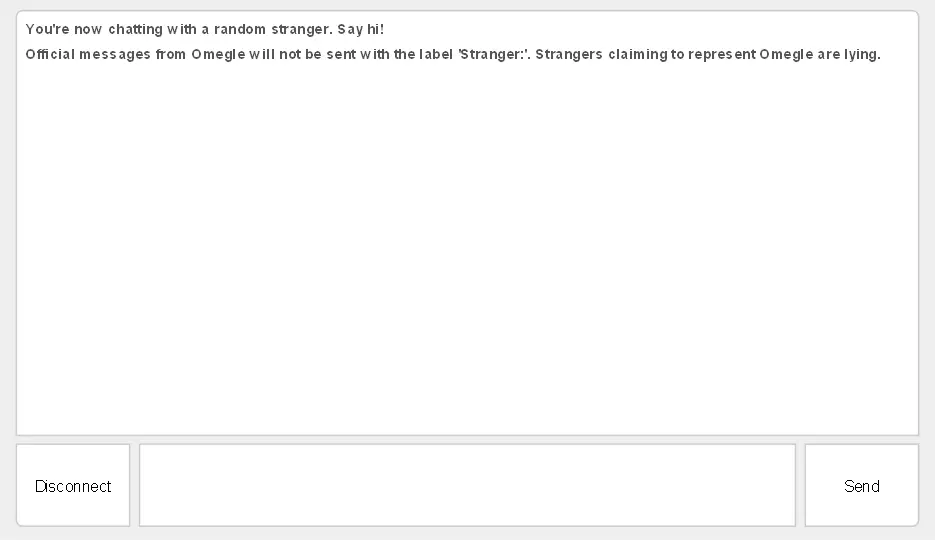 You're now chatting with a random stranger. Say hi!
Official messages from Omegle will not be sent with the label 'Stranger:'. Strangers claiming to represent Omegle are lying.
Disconnect
Send